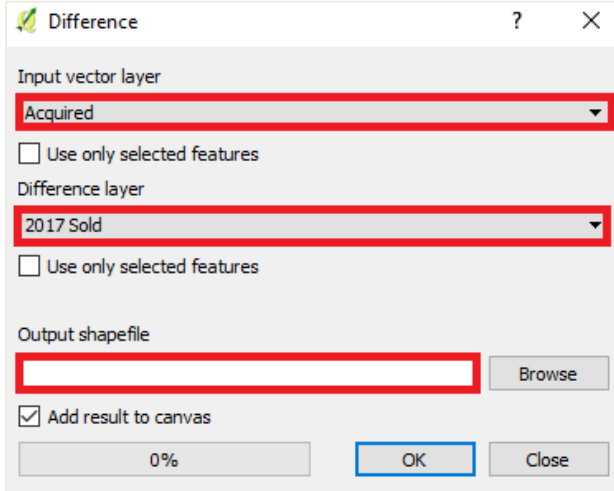 Difference ?
Input vector layer
Acquired
Use only selected features
Difference layer
2017 Sold
Use only selected features
Output shapefile
Browse
Add result to canvas
0% OK Close